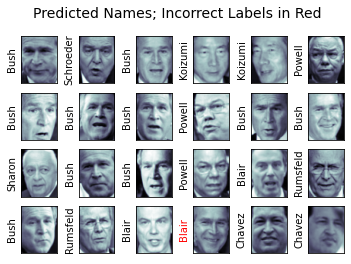 Predicted Names; Incorrect Labels in Red
Bush Schroeder Bush Koizumi Koizumi Powell
Bush Bush Bush Powell Bush Bush
Sharon Bush Bush Powell Blair Rumsfeld
Bush Rumsfeld Blair Blair Chavez Chavez